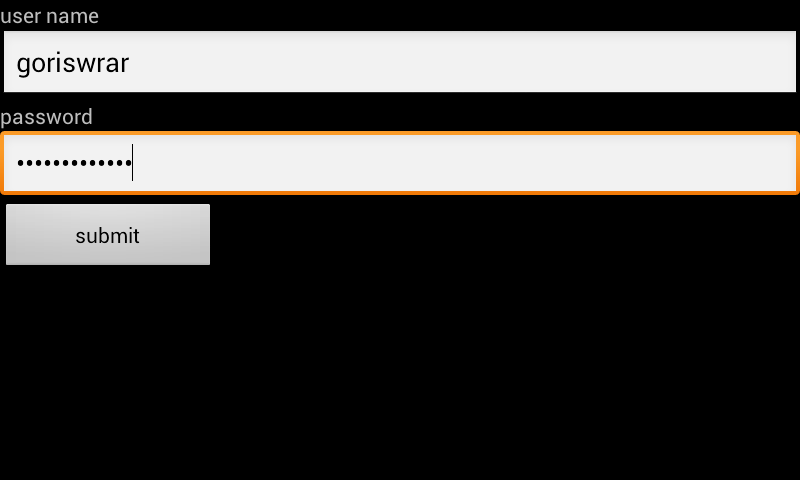 user name
goriswrar
password
•••••••••••••
submit